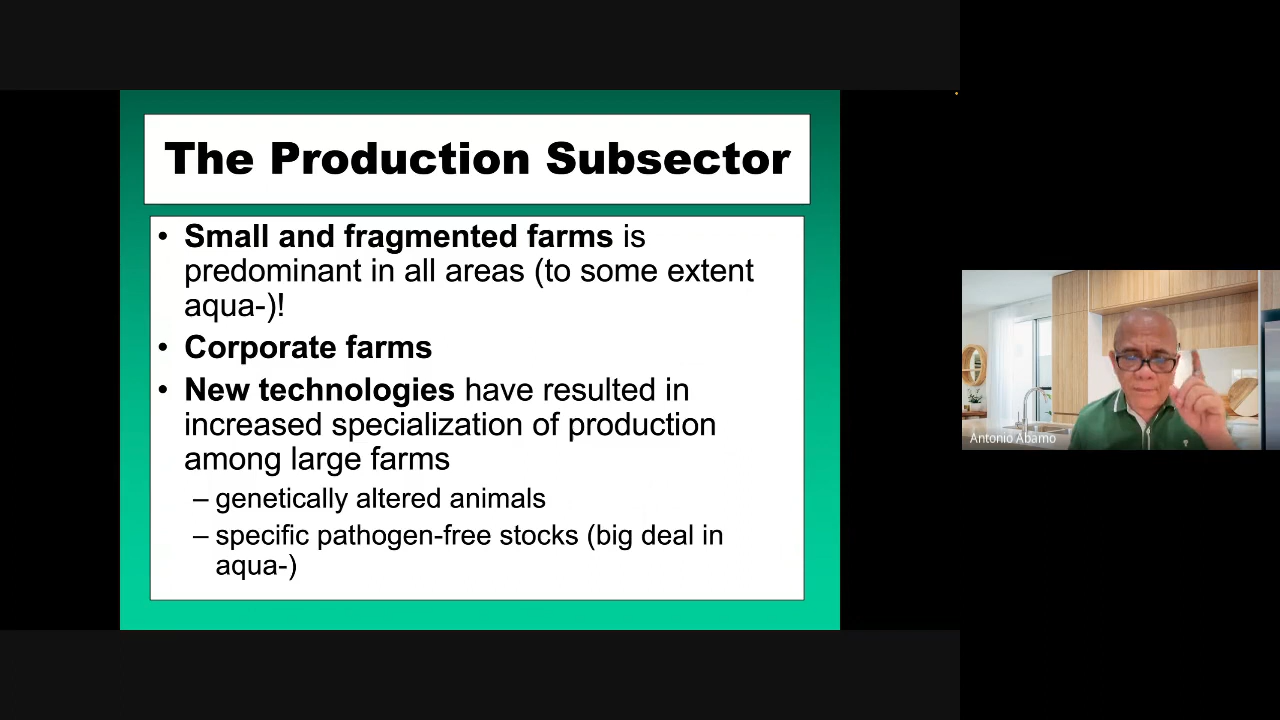 The Production Subsector
• Small and fragmented farms is
predominant in all areas (to some extent
aqua-)!
• Corporate farms
• New technologies have resulted in
increased specialization of production
among large farms
– genetically altered animals
– specific pathogen-free stocks (big deal in
aqua-)
Antonio Abamo